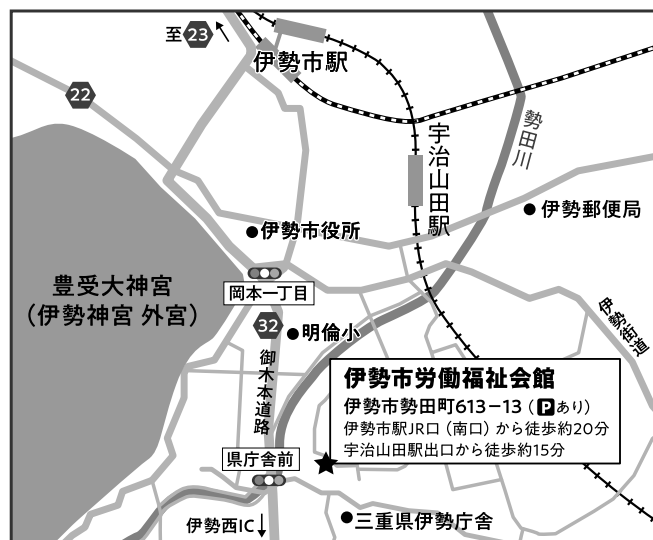 至23
伊勢市駅
22
宇治山田駅
勢田川
伊勢郵便局
伊勢市役所
豊受大神宮
（伊勢神宮 外宮）
岡本一丁目
伊勢街道
32
明倫小
御木本道路
伊勢市労働福祉会館
伊勢市勢田町613−13（Pあり）
伊勢市駅JR口（南口）から徒歩約20分
宇治山田駅出口から徒歩約15分
県庁舎前
伊勢西IC↓
三重県伊勢庁舎